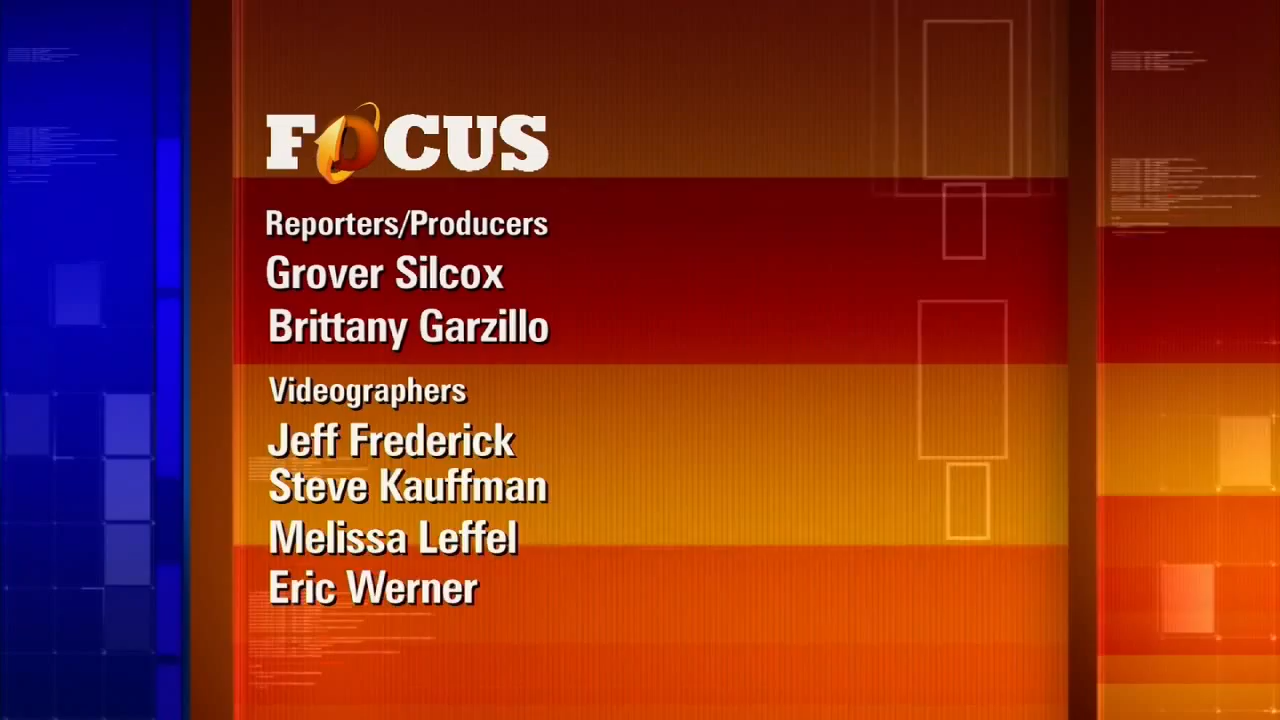 FOCUS
Reporters/Producers
Grover Silcox
Brittany Garzillo
Videographers
Jeff Frederick
Steve Kauffman
Melissa Leffel
Eric Werner